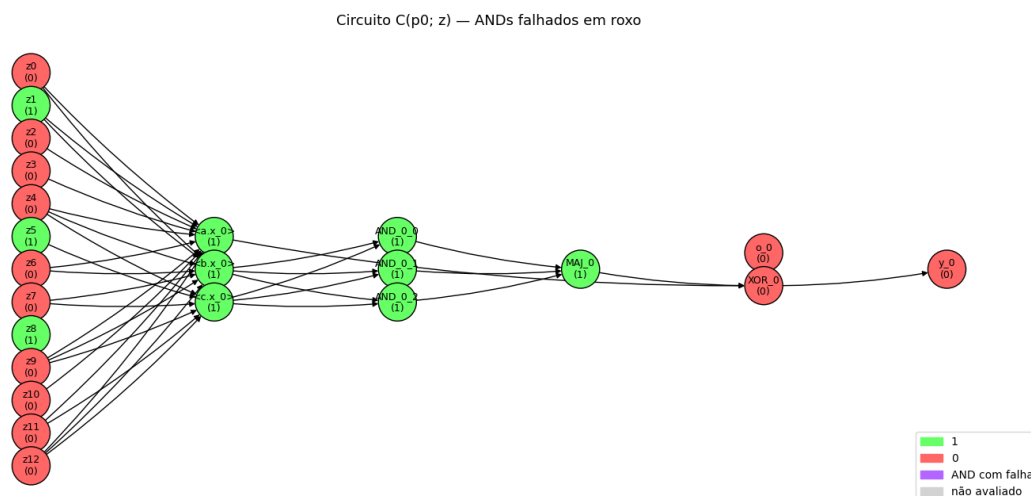 Circuito C(p0; z) — ANDs falhados em roxo
z0
(0)
z1
(1)
z2
(0)
z3
(0)
z4
(0)
z5
(1)
z6
(0)
z7
(0)
z8
(1)
z9
(0)
z10
(0)
z11
(0)
z12
(0)
<a.x_0>
(1)
<b.x_0>
(1)
<c.x_0>
(1)
AND_0_0
(1)
AND_0_1
(1)
AND_0_2
(1)
MAJ_0
(1)
o_0
(0)
XOR_0
(0)
y_0
(0)
1
0
AND com falha
não avaliado